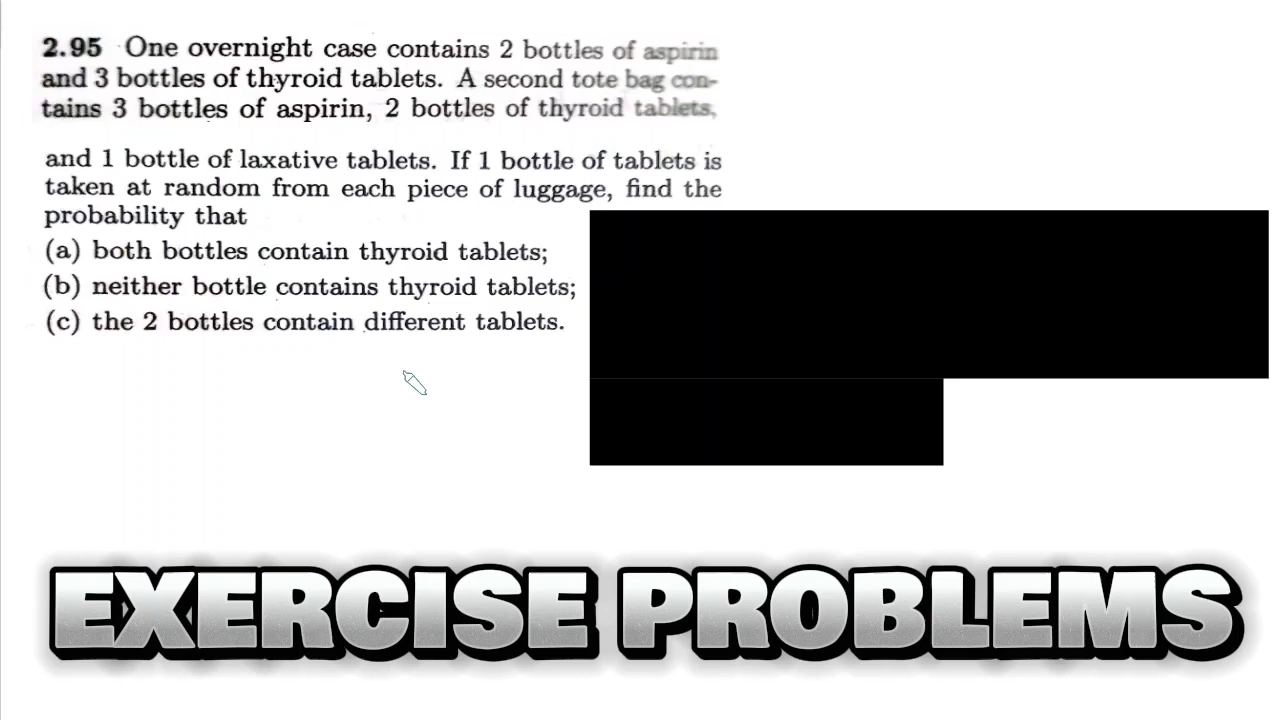 2.95 One overnight case contains 2 bottles of aspirin
and 3 bottles of thyroid tablets. A second tote bag con-
tains 3 bottles of aspirin, 2 bottles of thyroid tablets,
and 1 bottle of laxative tablets. If 1 bottle of tablets is
taken at random from each piece of luggage, find the
probability that
(a) both bottles contain thyroid tablets;
(b) neither bottle contains thyroid tablets;
(c) the 2 bottles contain different tablets.
EXERCISE PROBLEMS